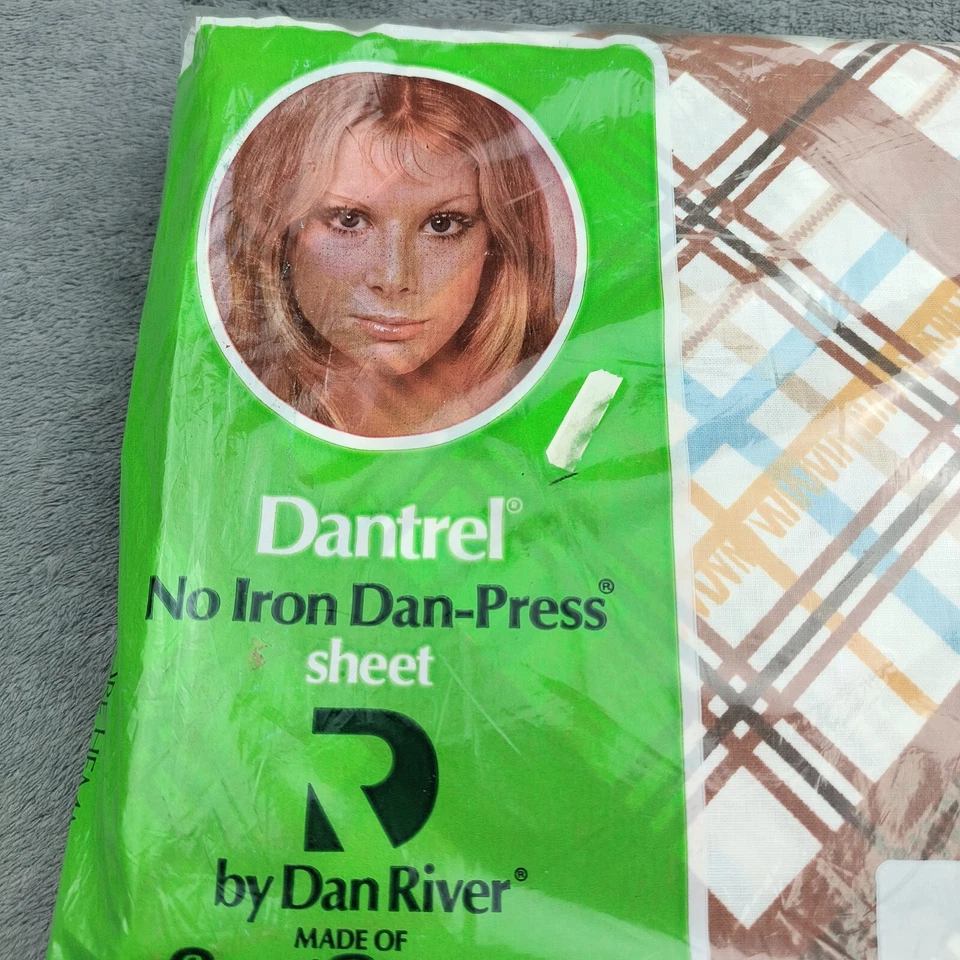 Dantrel®
No Iron Dan-Press®
sheet
by Dan River®
MADE OF